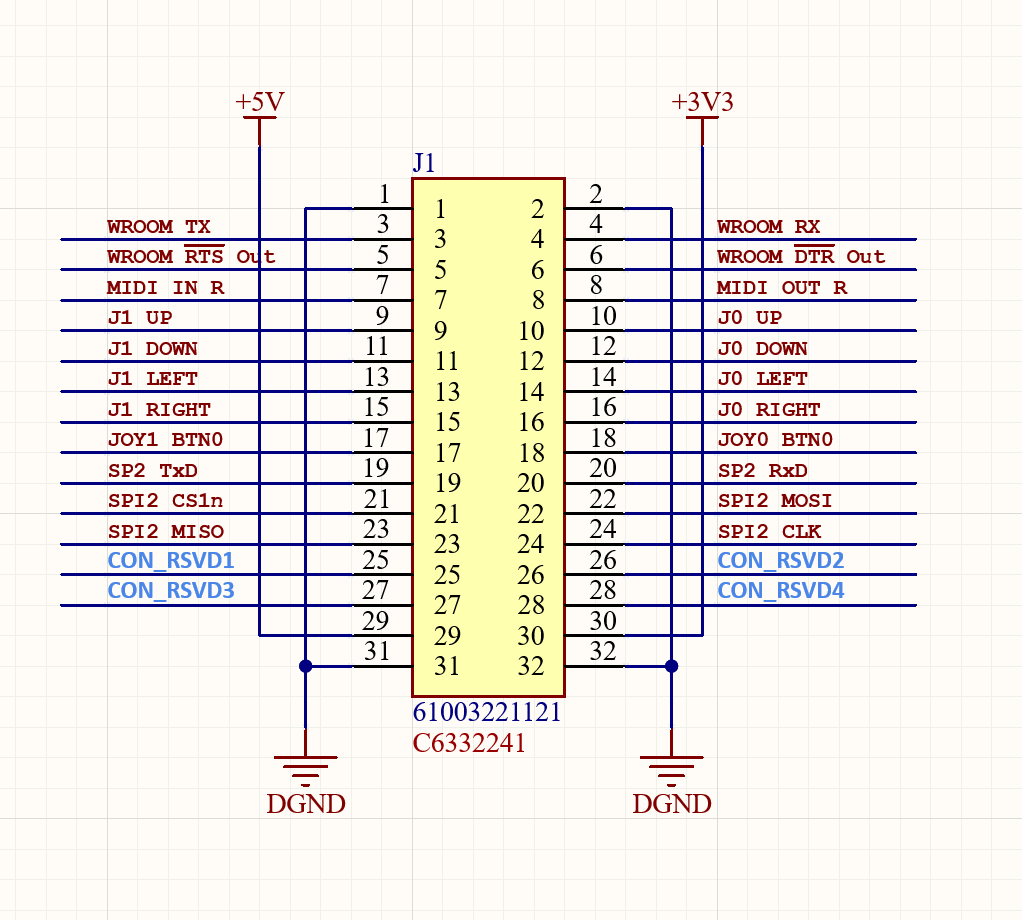 +5V +3V3
J1
1 1 2 2
WROOM TX 3 3 4 4 WROOM RX
WROOM RTS Out 5 5 6 6 WROOM DTR Out
MIDI IN R 7 7 8 8 MIDI OUT R
J1 UP 9 9 10 10 J0 UP
J1 DOWN 11 11 12 12 J0 DOWN
J1 LEFT 13 13 14 14 J0 LEFT
J1 RIGHT 15 15 16 16 J0 RIGHT
JOY1 BTN0 17 17 18 18 JOY0 BTN0
SP2 TxD 19 19 20 20 SP2 RxD
SPI2 CS1n 21 21 22 22 SPI2 MOSI
SPI2 MISO 23 23 24 24 SPI2 CLK
CON_RSVD1 25 25 26 26 CON_RSVD2
CON_RSVD3 27 27 28 28 CON_RSVD4
29 29 30 30
31 31 32 32
61003221121
C6332241
DGND DGND